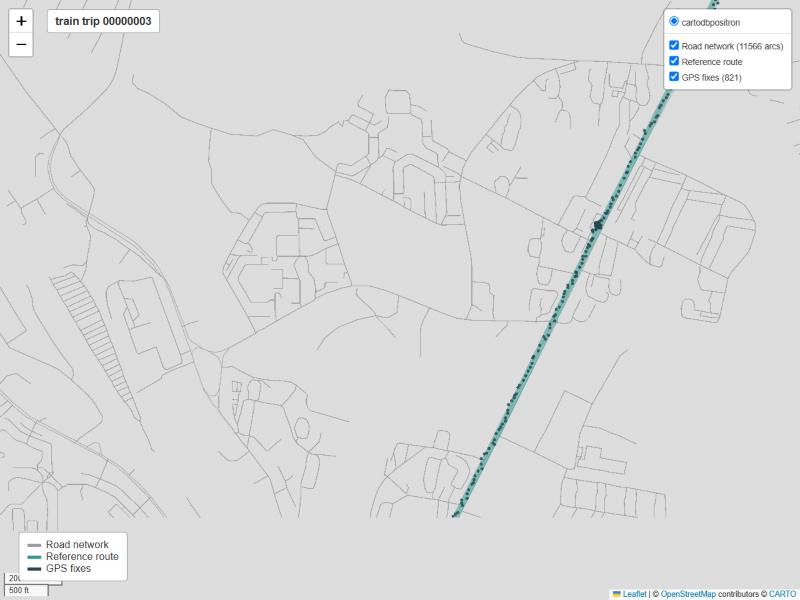 +
−
train trip 00000003
cartodbpositron
Road network (11566 arcs)
Reference route
GPS fixes (821)
Road network
Reference route
GPS fixes
500 ft
Leaflet | © OpenStreetMap contributors © CARTO